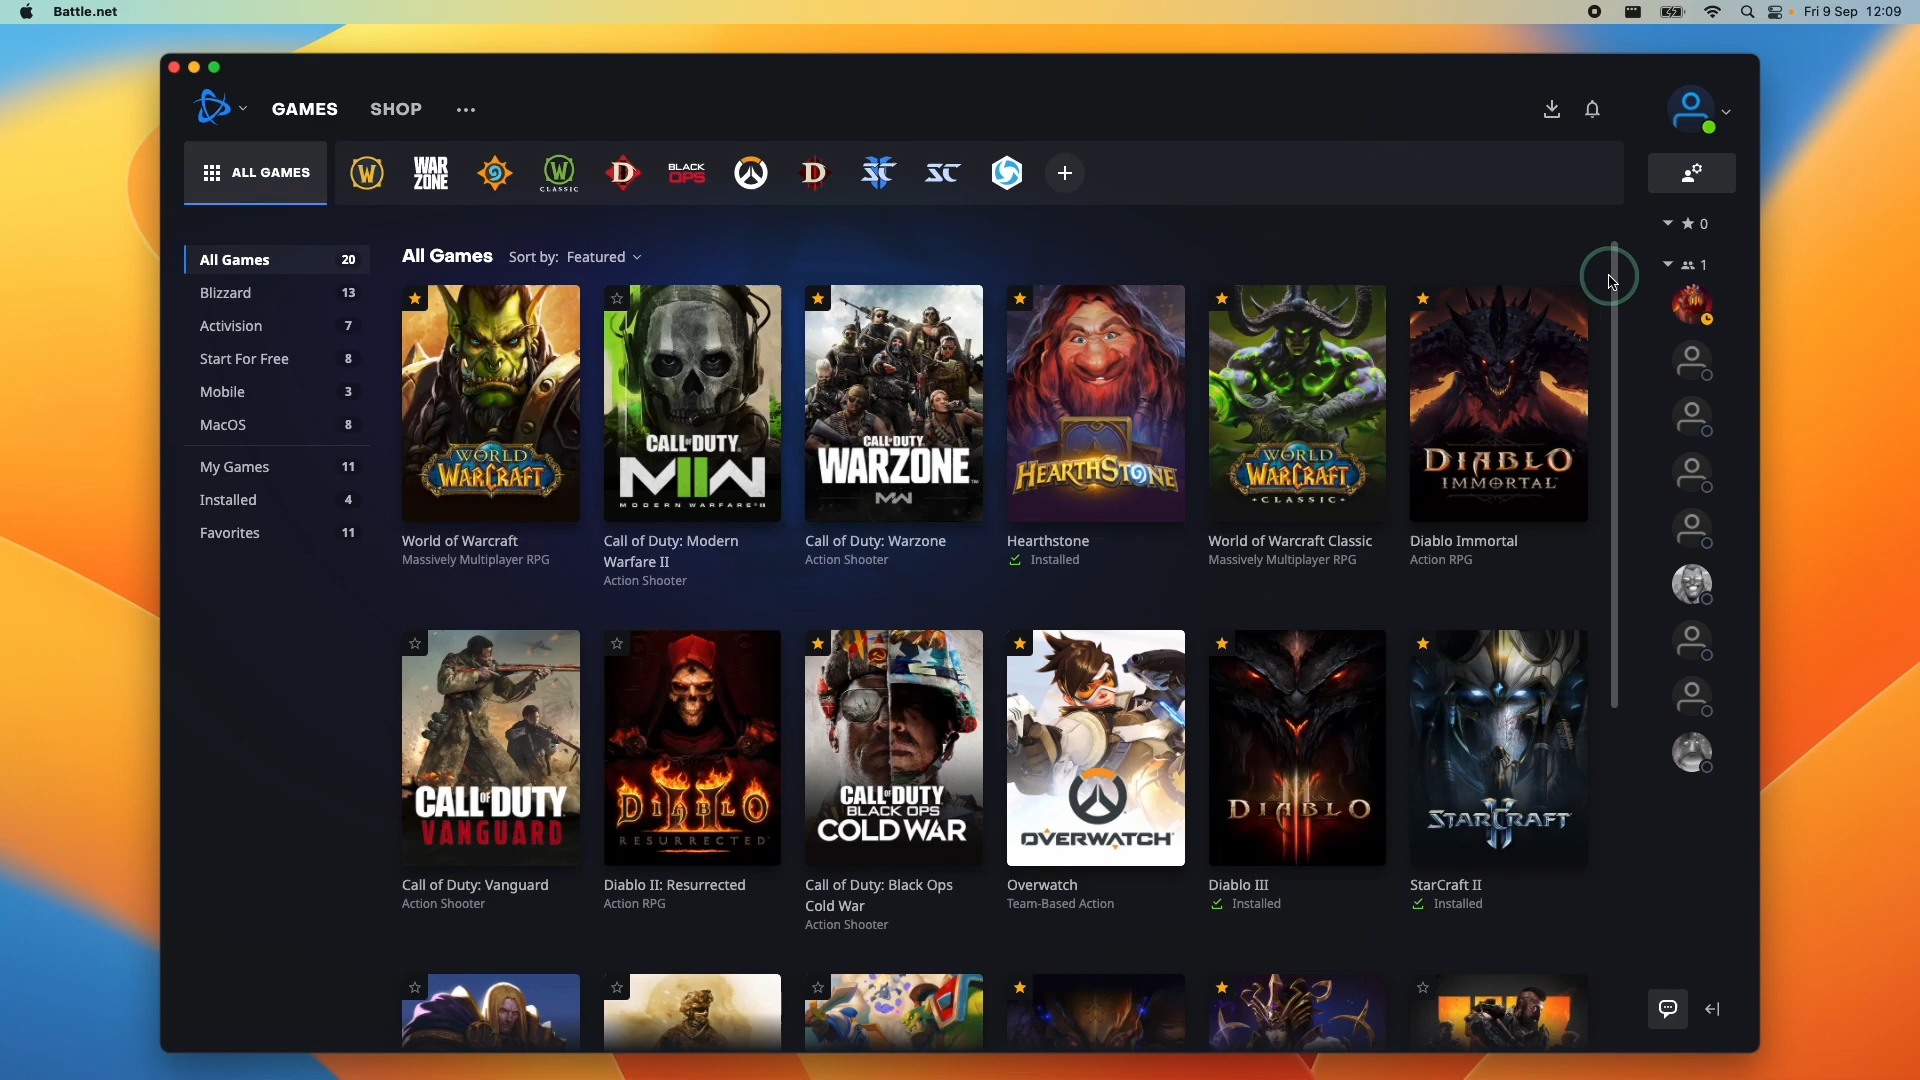 Battle.net
Fri 9 Sep 12:09
GAMES
SHOP
ALL GAMES
W
WAR
ZONE
W
CLASSIC
D
BLACK
OPS
D
SC
0
All Games 20
Blizzard 13
Activision 7
Start For Free 8
Mobile 3
MacOS 8
My Games 11
Installed 4
Favorites 11
All Games
Sort by: Featured
1
WORLD
OF
WARCRAFT
CALL OF DUTY
MWII
MODERN WARFARE II
CALL OF DUTY
WARZONE
MW
HEARTHSTONE
WORLD
OF
WARCRAFT
CLASSIC
DIABLO
IMMORTAL
World of Warcraft
Massively Multiplayer RPG
Call of Duty: Modern
Warfare II
Action Shooter
Call of Duty: Warzone
Action Shooter
Hearthstone
Installed
World of Warcraft Classic
Massively Multiplayer RPG
Diablo Immortal
Action RPG
CALL OF DUTY
VANGUARD
DIABLO
II
RESURRECTED
CALL OF DUTY
BLACK OPS
COLD WAR
OVERWATCH
DIABLO
III
STARCRAFT
II
Call of Duty: Vanguard
Action Shooter
Diablo II: Resurrected
Action RPG
Call of Duty: Black Ops
Cold War
Action Shooter
Overwatch
Team-Based Action
Diablo III
Installed
StarCraft II
Installed